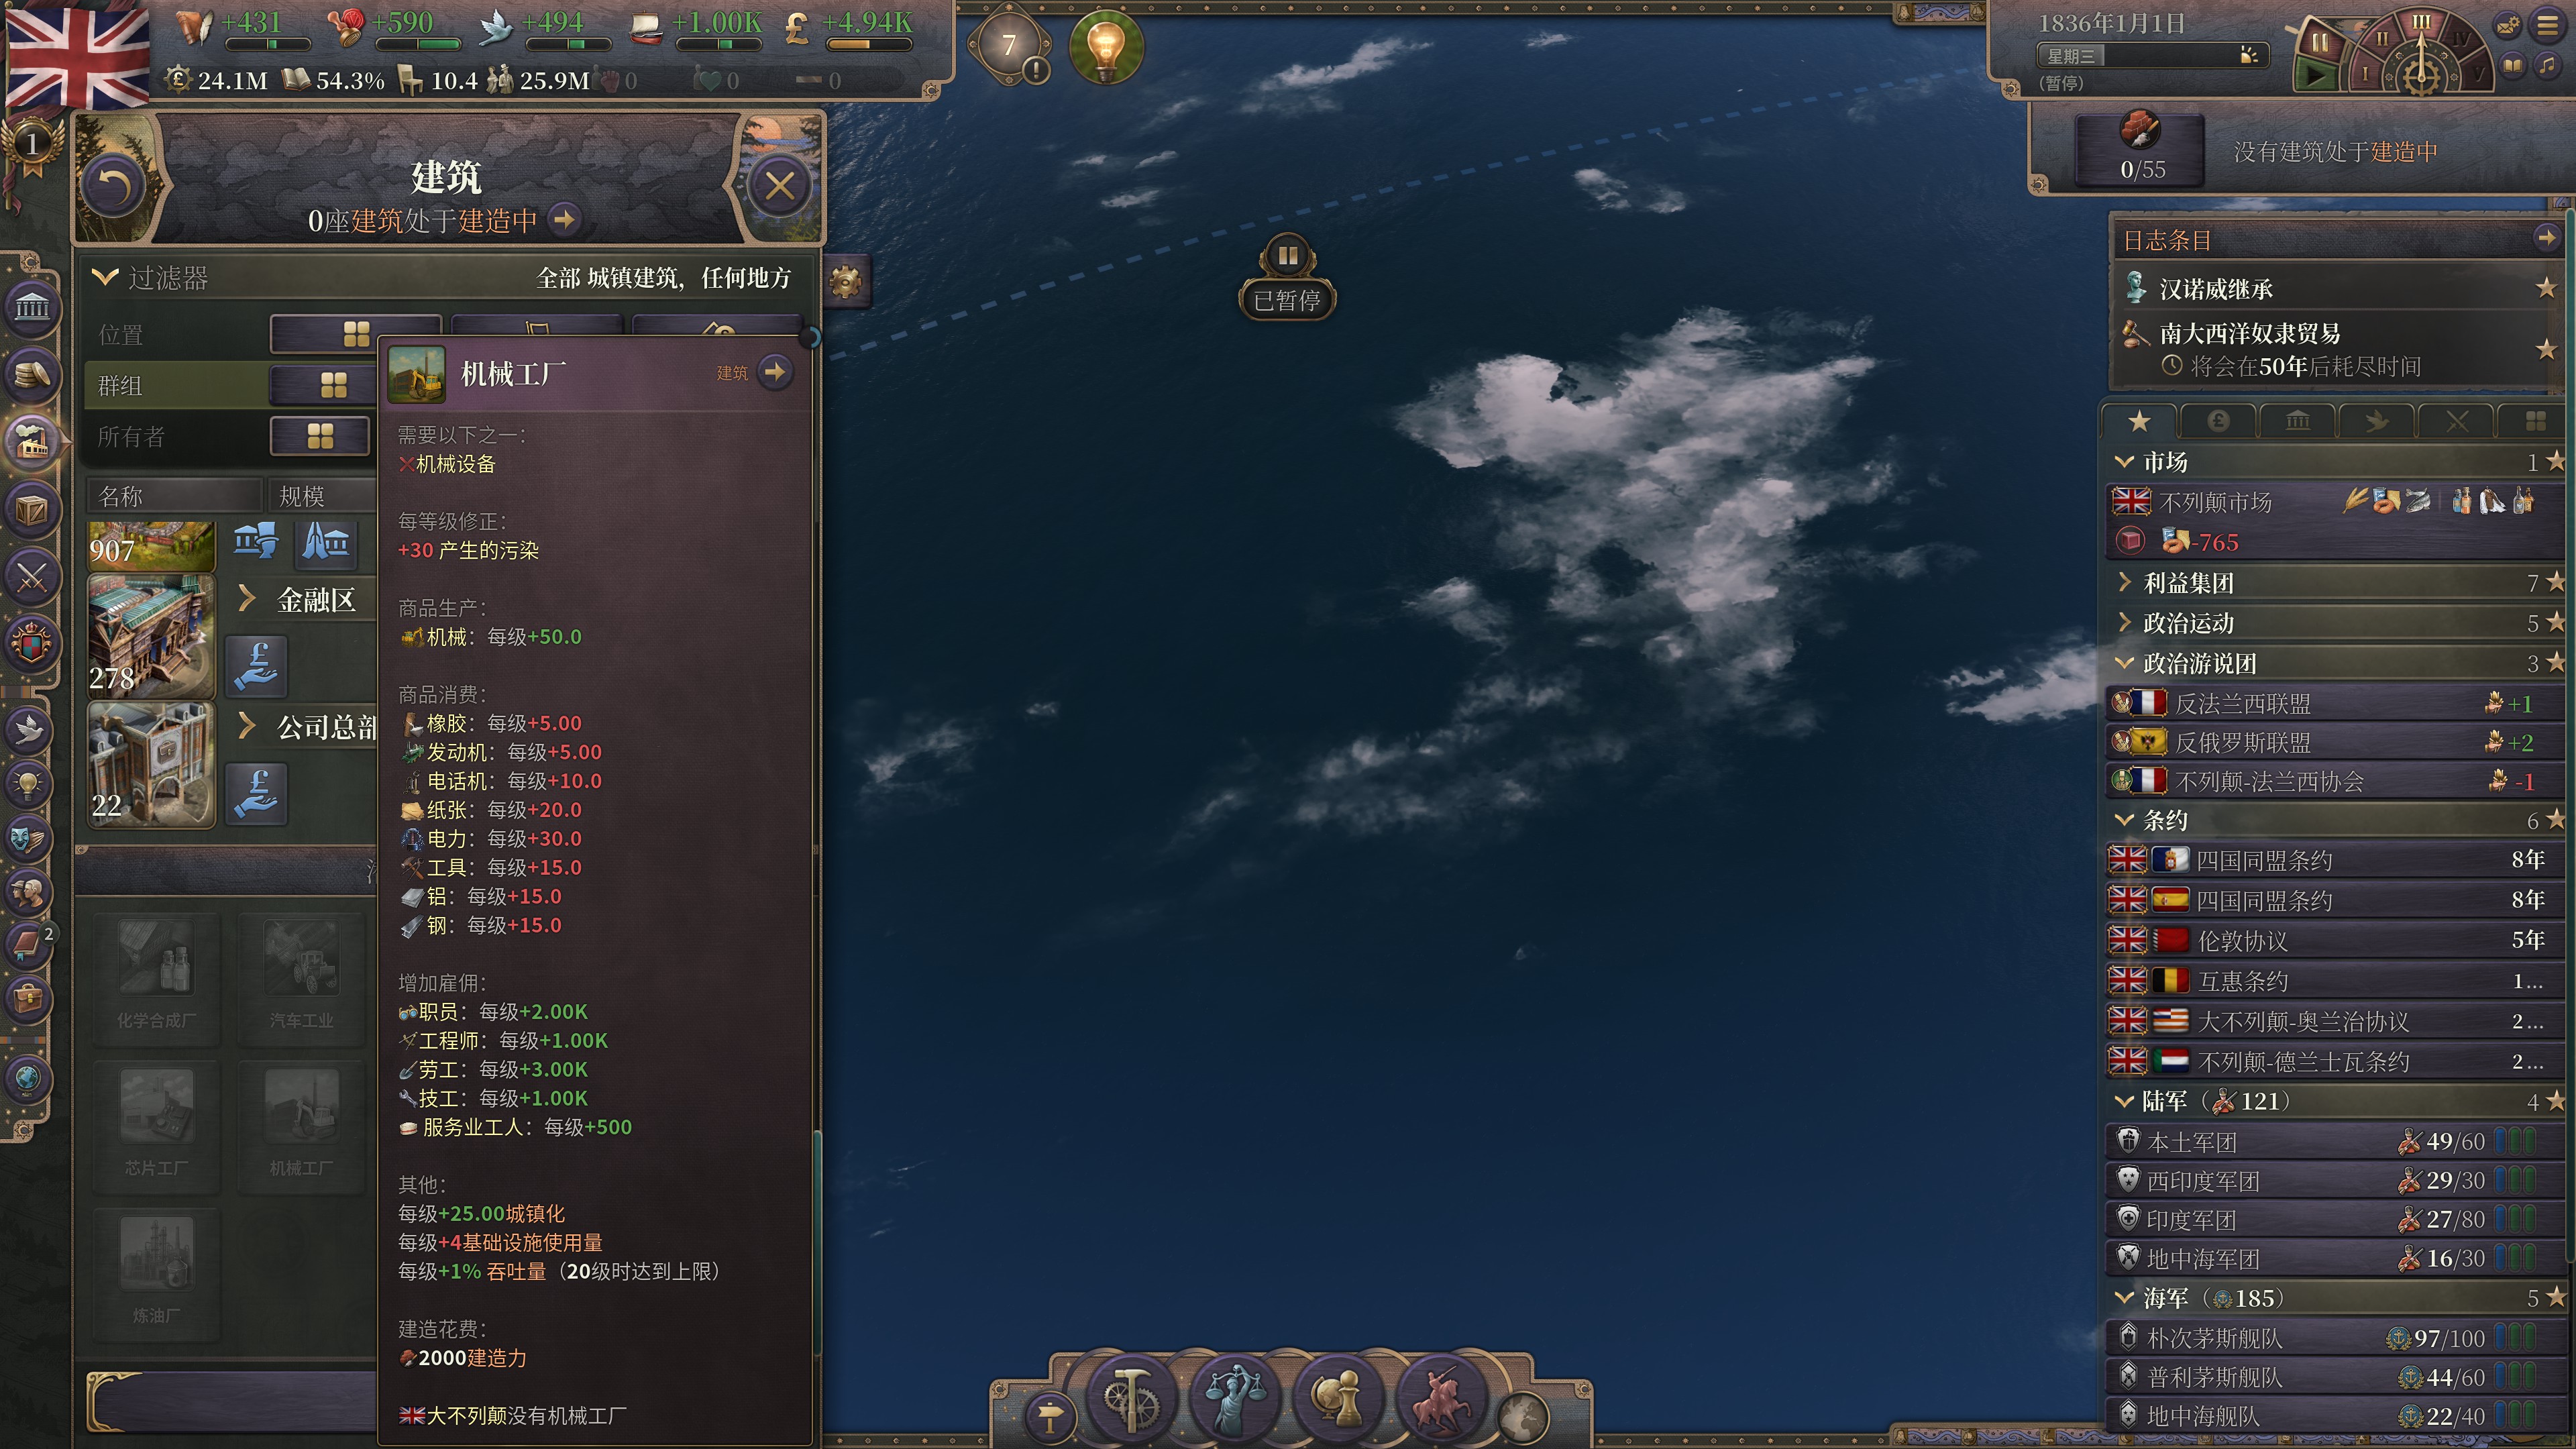 +431 +590 +494 +1.00K +4.94K
24.1M 54.3% 10.4 25.9M 0 0 0
7
1836年1月1日
星期三
(暂停)
I II III IV V
1
建筑
0座建筑处于建造中
0/55
没有建筑处于建造中
过滤器
全部 城镇建筑，任何地方
位置
群组
所有者
名称
规模
907
金融区
278
公司总部
22
化学合成厂
汽车工业
芯片工厂
机械工厂
炼油厂
2
机械工厂
建筑
需要以下之一：
机械设备
每等级修正：
+30 产生的污染
商品生产：
机械：每级+50.0
商品消费：
橡胶：每级+5.00
发动机：每级+5.00
电话机：每级+10.0
纸张：每级+20.0
电力：每级+30.0
工具：每级+15.0
铝：每级+15.0
钢：每级+15.0
增加雇佣：
职员：每级+2.00K
工程师：每级+1.00K
劳工：每级+3.00K
技工：每级+1.00K
服务业工人：每级+500
其他：
每级+25.00城镇化
每级+4基础设施使用量
每级+1% 吞吐量（20级时达到上限）
建造花费：
2000建造力
大不列颠没有机械工厂
已暂停
日志条目
汉诺威继承
南大西洋奴隶贸易
将会在50年后耗尽时间
市场 1
不列颠市场
-765
利益集团 7
政治运动 5
政治游说团 3
反法兰西联盟 +1
反俄罗斯联盟 +2
不列颠-法兰西协会 -1
条约 6
四国同盟条约 8年
四国同盟条约 8年
伦敦协议 5年
互惠条约 1...
大不列颠-奥兰治协议 2...
不列颠-德兰士瓦条约 2...
陆军（121） 4
本土军团 49/60
西印度军团 29/30
印度军团 27/80
地中海军团 16/30
海军（185） 5
朴次茅斯舰队 97/100
普利茅斯舰队 44/60
地中海舰队 22/40